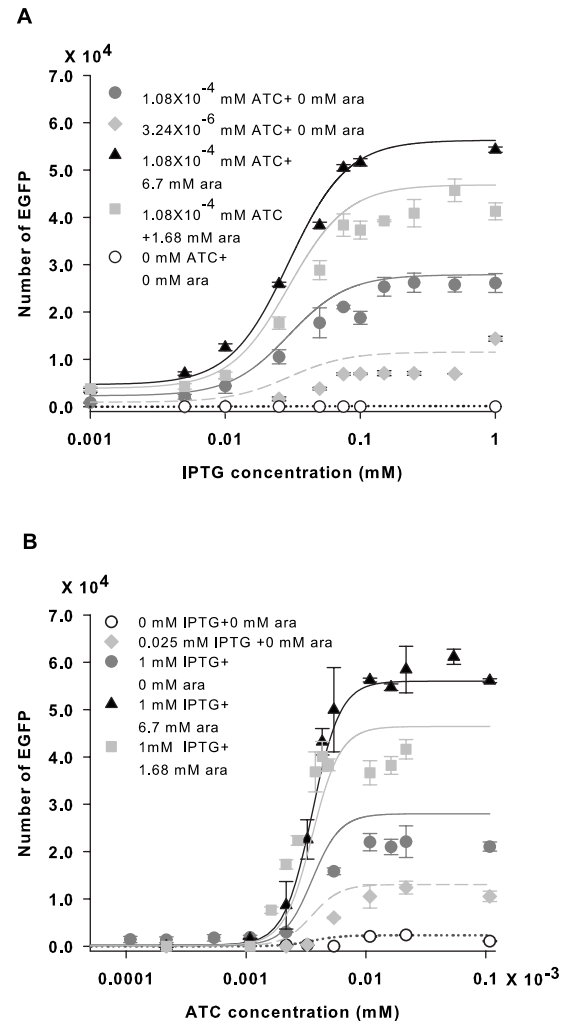 A
X 10^4
7.0
6.0
5.0
4.0
3.0
2.0
1.0
0.0
Number of EGFP
1.08X10^-4 mM ATC+ 0 mM ara
3.24X10^-6 mM ATC+ 0 mM ara
1.08X10^-4 mM ATC+
6.7 mM ara
1.08X10^-4 mM ATC
+1.68 mM ara
0 mM ATC+
0 mM ara
0.001 0.01 0.1 1
IPTG concentration (mM)
B
X 10^4
7.0
6.0
5.0
4.0
3.0
2.0
1.0
0.0
Number of EGFP
0 mM IPTG+0 mM ara
0.025 mM IPTG +0 mM ara
1 mM IPTG+
0 mM ara
1 mM IPTG+
6.7 mM ara
1mM IPTG+
1.68 mM ara
0.0001 0.001 0.01 0.1 X 10^-3
ATC concentration (mM)